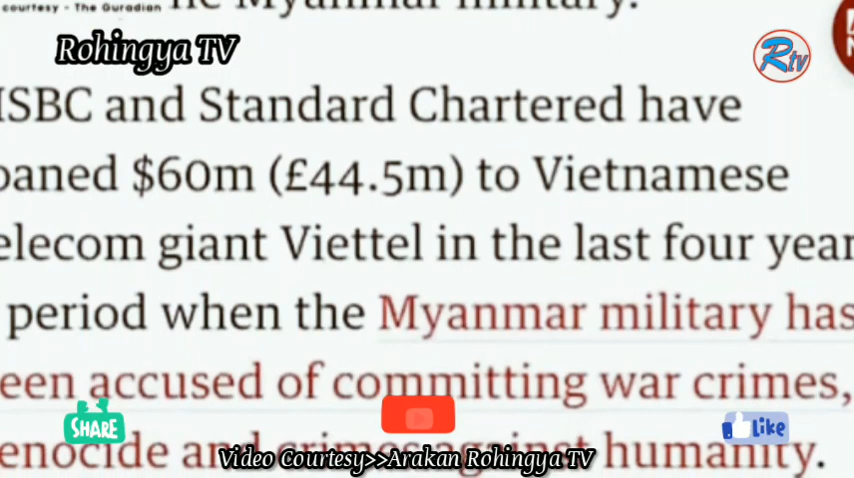 courtesy - The Guradian
he Myanmar military.
Rohingya TV
Rtv
ISBC and Standard Chartered have
oaned $60m (£44.5m) to Vietnamese
elecom giant Viettel in the last four year
period when the Myanmar military has
een accused of committing war crimes,
SHARE
Like
enocide and crimes against humanity.
Video Courtesy>>Arakan Rohingya TV